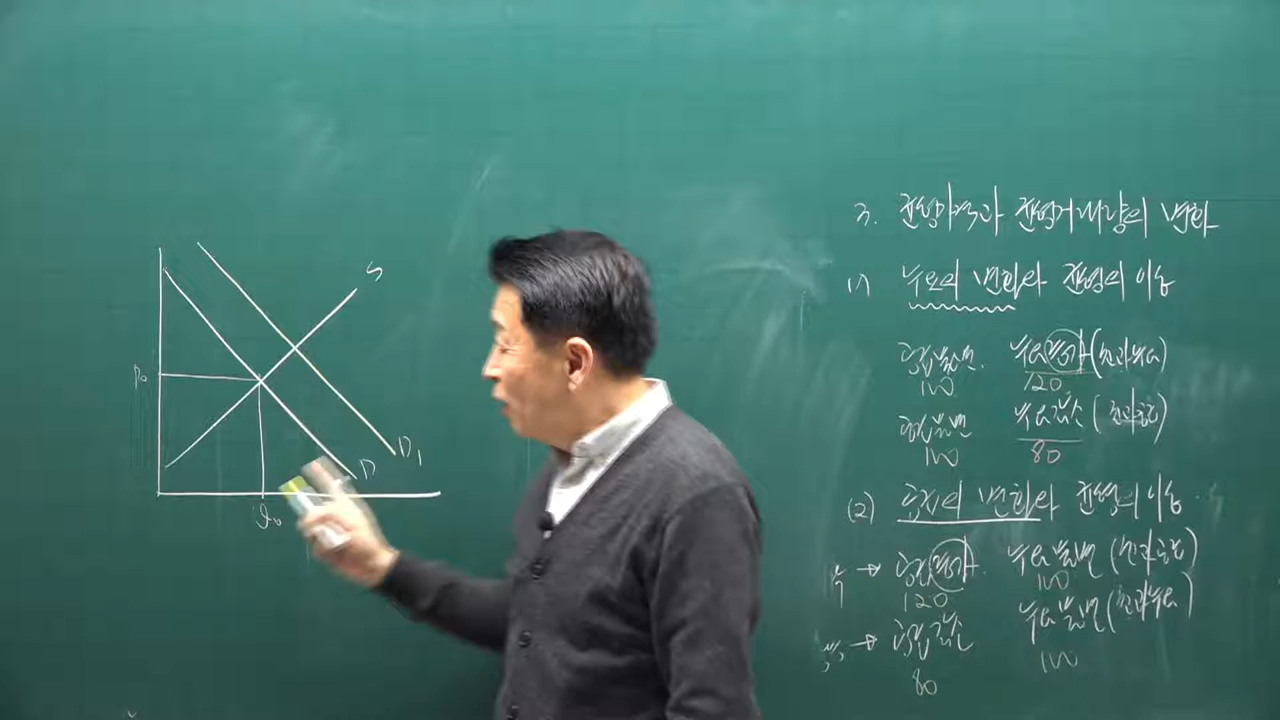 S
P₀
D₁
D
Q₀
3. 균형가격과 균형거래량의 변화
(1) 수요의 변화와 균형의 이동
공급불변. 수요증가 (초과수요)
100 120
공급불변 수요감소 (초과공급)
100 80
(2) 공급의 변화와 균형의 이동
→ 공급증가. 수요불변 (초과공급)
120 100
→ 공급감소 수요불변 (초과수요)
80 100